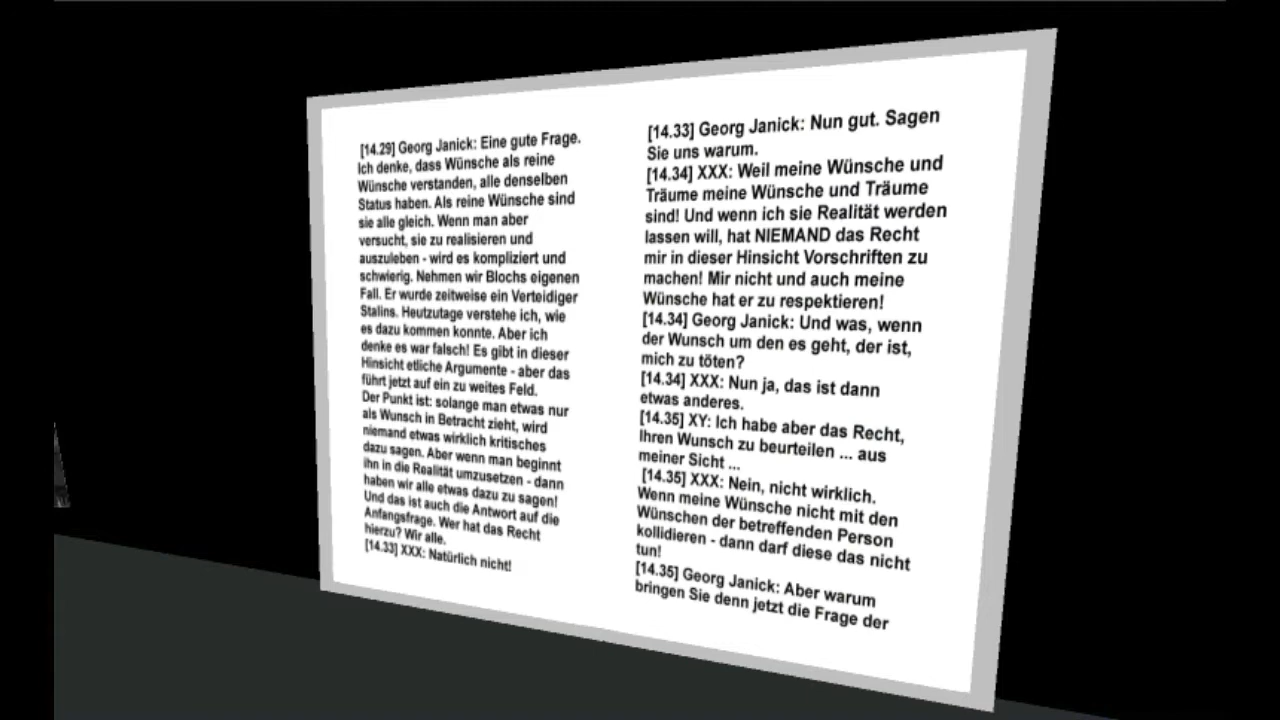 [14.29] Georg Janick: Eine gute Frage.
Ich denke, dass Wünsche als reine
Wünsche verstanden, alle denselben
Status haben. Als reine Wünsche sind
sie alle gleich. Wenn man aber
versucht, sie zu realisieren und
auszuleben - wird es kompliziert und
schwierig. Nehmen wir Blochs eigenen
Fall. Er wurde zeitweise ein Verteidiger
Stalins. Heutzutage verstehe ich, wie
es dazu kommen konnte. Aber ich
denke es war falsch! Es gibt in dieser
Hinsicht etliche Argumente - aber das
führt jetzt auf ein zu weites Feld.
Der Punkt ist: solange man etwas nur
als Wunsch in Betracht zieht, wird
niemand etwas wirklich kritisches
dazu sagen. Aber wenn man beginnt
ihn in die Realität umzusetzen - dann
haben wir alle etwas dazu zu sagen!
Und das ist auch die Antwort auf die
Anfangsfrage. Wer hat das Recht
hierzu? Wir alle.
[14.33] XXX: Natürlich nicht!
[14.33] Georg Janick: Nun gut. Sagen
Sie uns warum.
[14.34] XXX: Weil meine Wünsche und
Träume meine Wünsche und Träume
sind! Und wenn ich sie Realität werden
lassen will, hat NIEMAND das Recht
mir in dieser Hinsicht Vorschriften zu
machen! Mir nicht und auch meine
Wünsche hat er zu respektieren!
[14.34] Georg Janick: Und was, wenn
der Wunsch um den es geht, der ist,
mich zu töten?
[14.34] XXX: Nun ja, das ist dann
etwas anderes.
[14.35] XY: Ich habe aber das Recht,
Ihren Wunsch zu beurteilen ... aus
meiner Sicht ...
[14.35] XXX: Nein, nicht wirklich.
Wenn meine Wünsche nicht mit den
Wünschen der betreffenden Person
kollidieren - dann darf diese das nicht
tun!
[14.35] Georg Janick: Aber warum
bringen Sie denn jetzt die Frage der